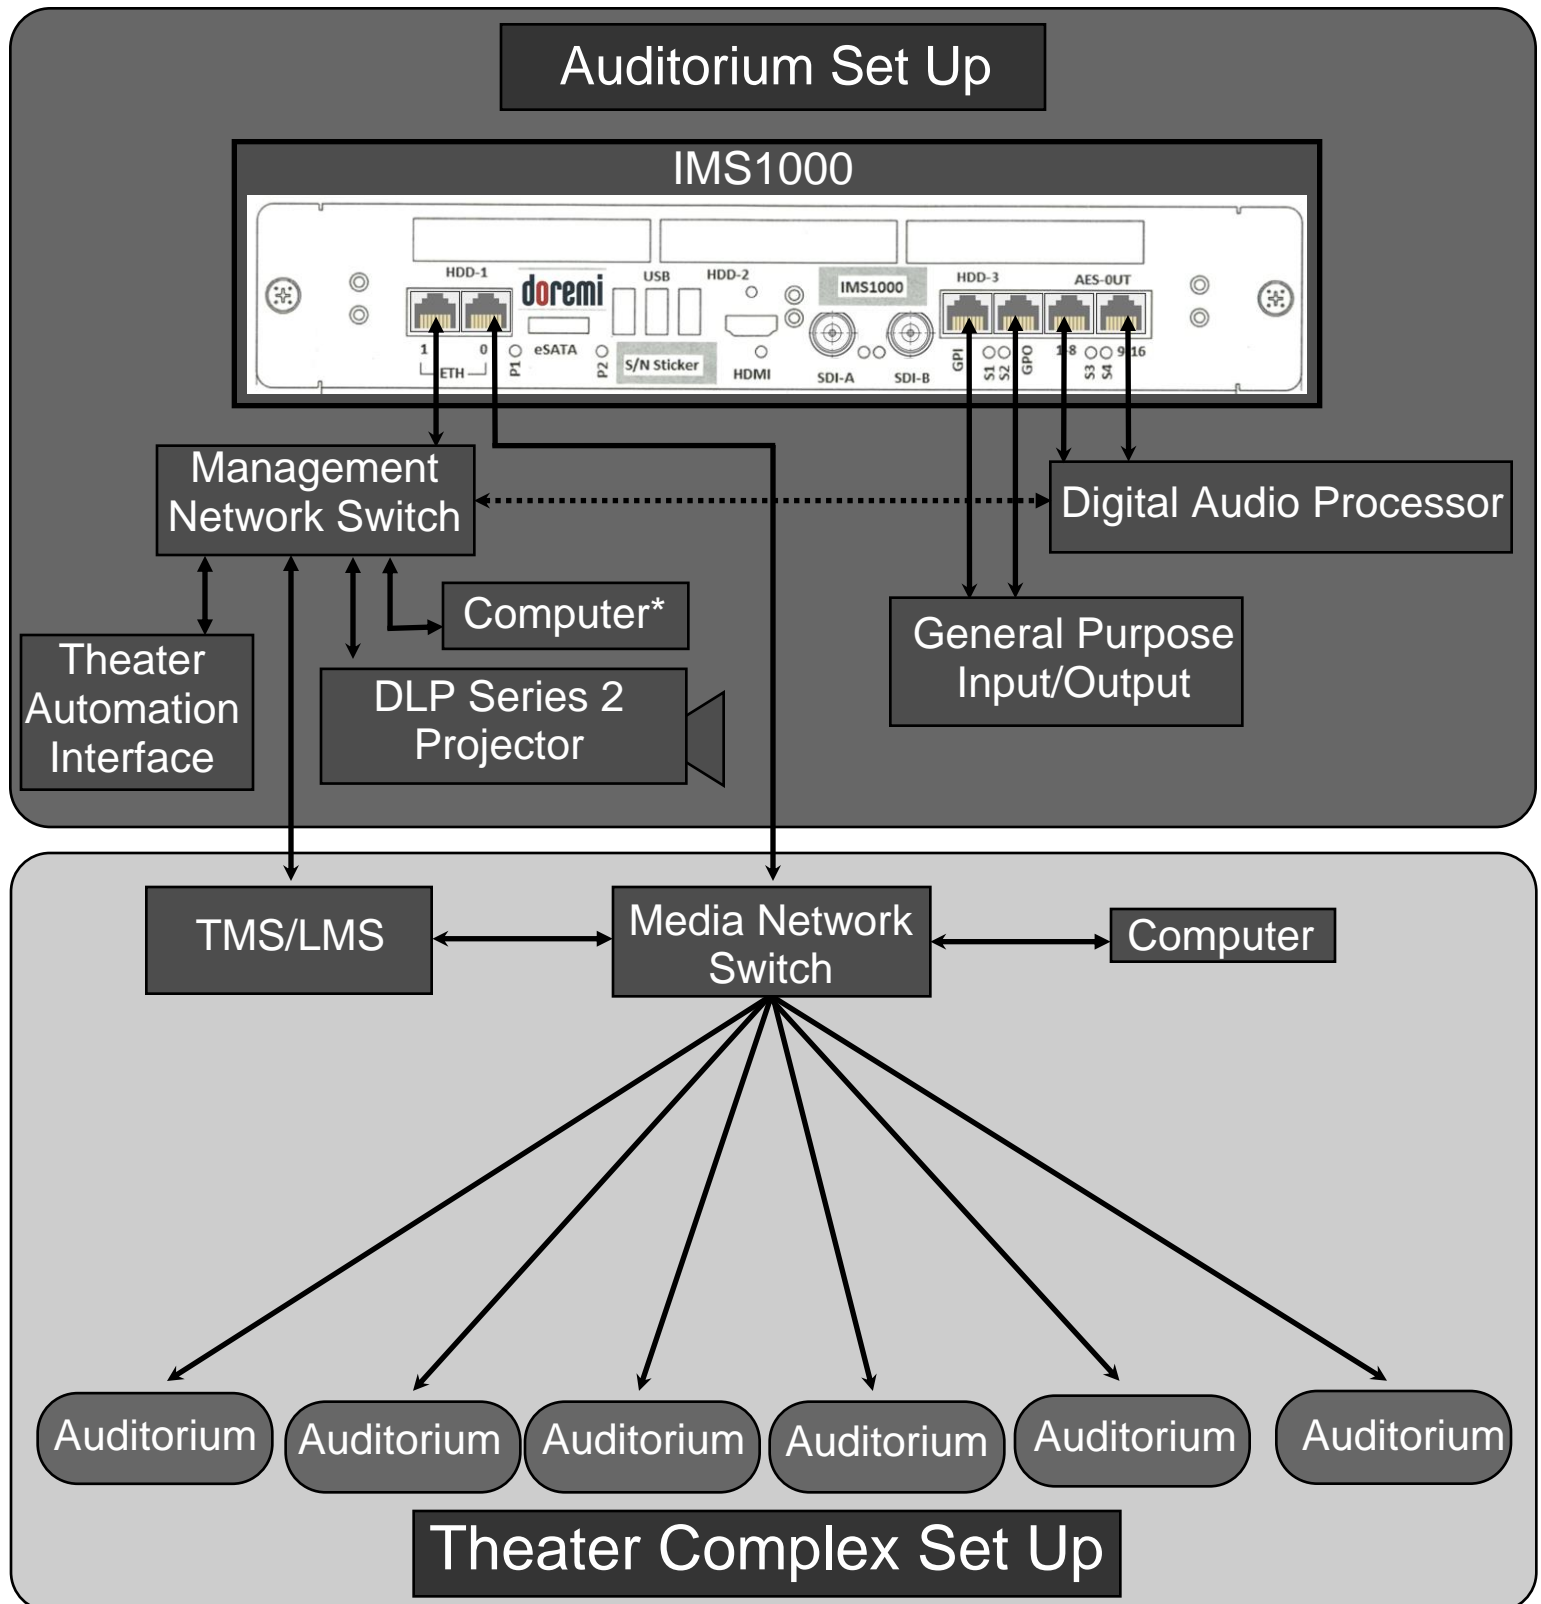 Auditorium Set Up
IMS1000
HDD-1
doremi
USB
HDD-2
IMS1000
HDD-3
AES-0UT
1
0
ETH
P1
eSATA
P2
S/N Sticker
HDMI
SDI-A
SDI-B
GPI
S1
S2
GPO
1-8
S3
S4
9-16
Management
Network Switch
Digital Audio Processor
Computer*
General Purpose
Input/Output
Theater
Automation
Interface
DLP Series 2
Projector
TMS/LMS
Media Network
Switch
Computer
Auditorium
Auditorium
Auditorium
Auditorium
Auditorium
Auditorium
Theater Complex Set Up